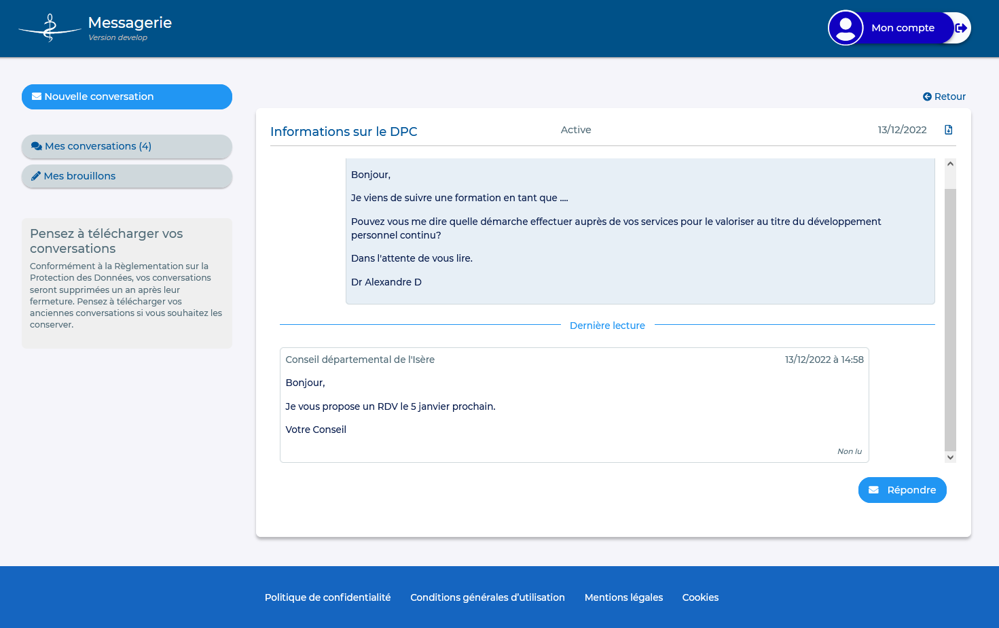 Messagerie
Version develop
Mon compte
Nouvelle conversation
Mes conversations (4)
Mes brouillons
Pensez à télécharger vos
conversations
Conformément à la Règlementation sur la
Protection des Données, vos conversations
seront supprimées un an après leur
fermeture. Pensez à télécharger vos
anciennes conversations si vous souhaitez les
conserver.
Retour
Informations sur le DPC Active 13/12/2022
Bonjour,
Je viens de suivre une formation en tant que ....
Pouvez vous me dire quelle démarche effectuer auprès de vos services pour le valoriser au titre du développement
personnel continu?
Dans l'attente de vous lire.
Dr Alexandre D
Dernière lecture
Conseil départemental de l'Isère 13/12/2022 à 14:58
Bonjour,
Je vous propose un RDV le 5 janvier prochain.
Votre Conseil
Non lu
Répondre
Politique de confidentialité Conditions générales d’utilisation Mentions légales Cookies